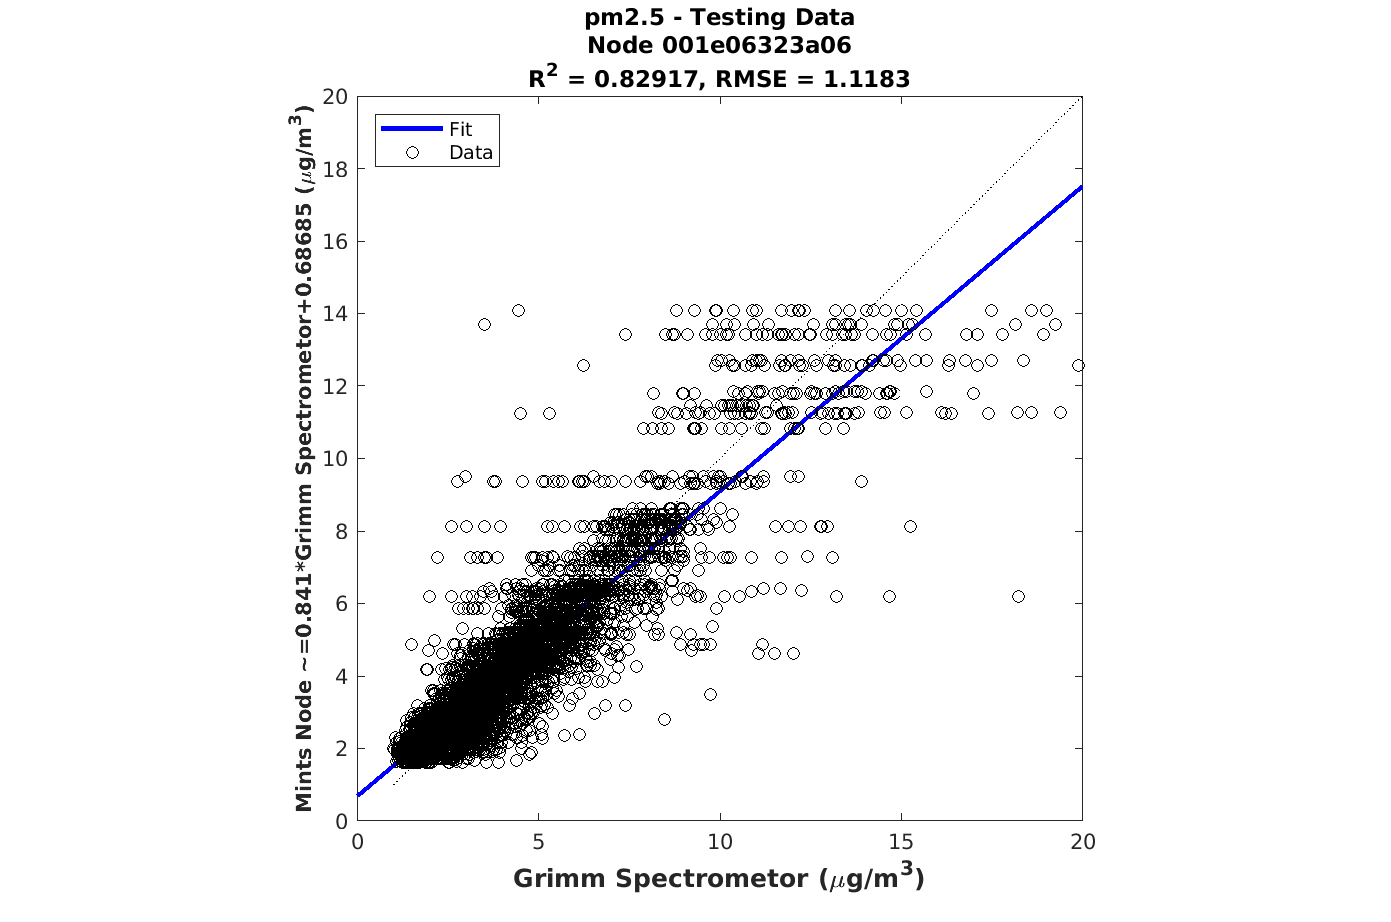 pm2.5 - Testing Data
Node 001e06323a06
R² = 0.82917, RMSE = 1.1183
Fit
Data
Mints Node ~=0.841*Grimm Spectrometor+0.68685 (μg/m³)
20
18
16
14
12
10
8
6
4
2
0
0 5 10 15 20
Grimm Spectrometor (μg/m³)